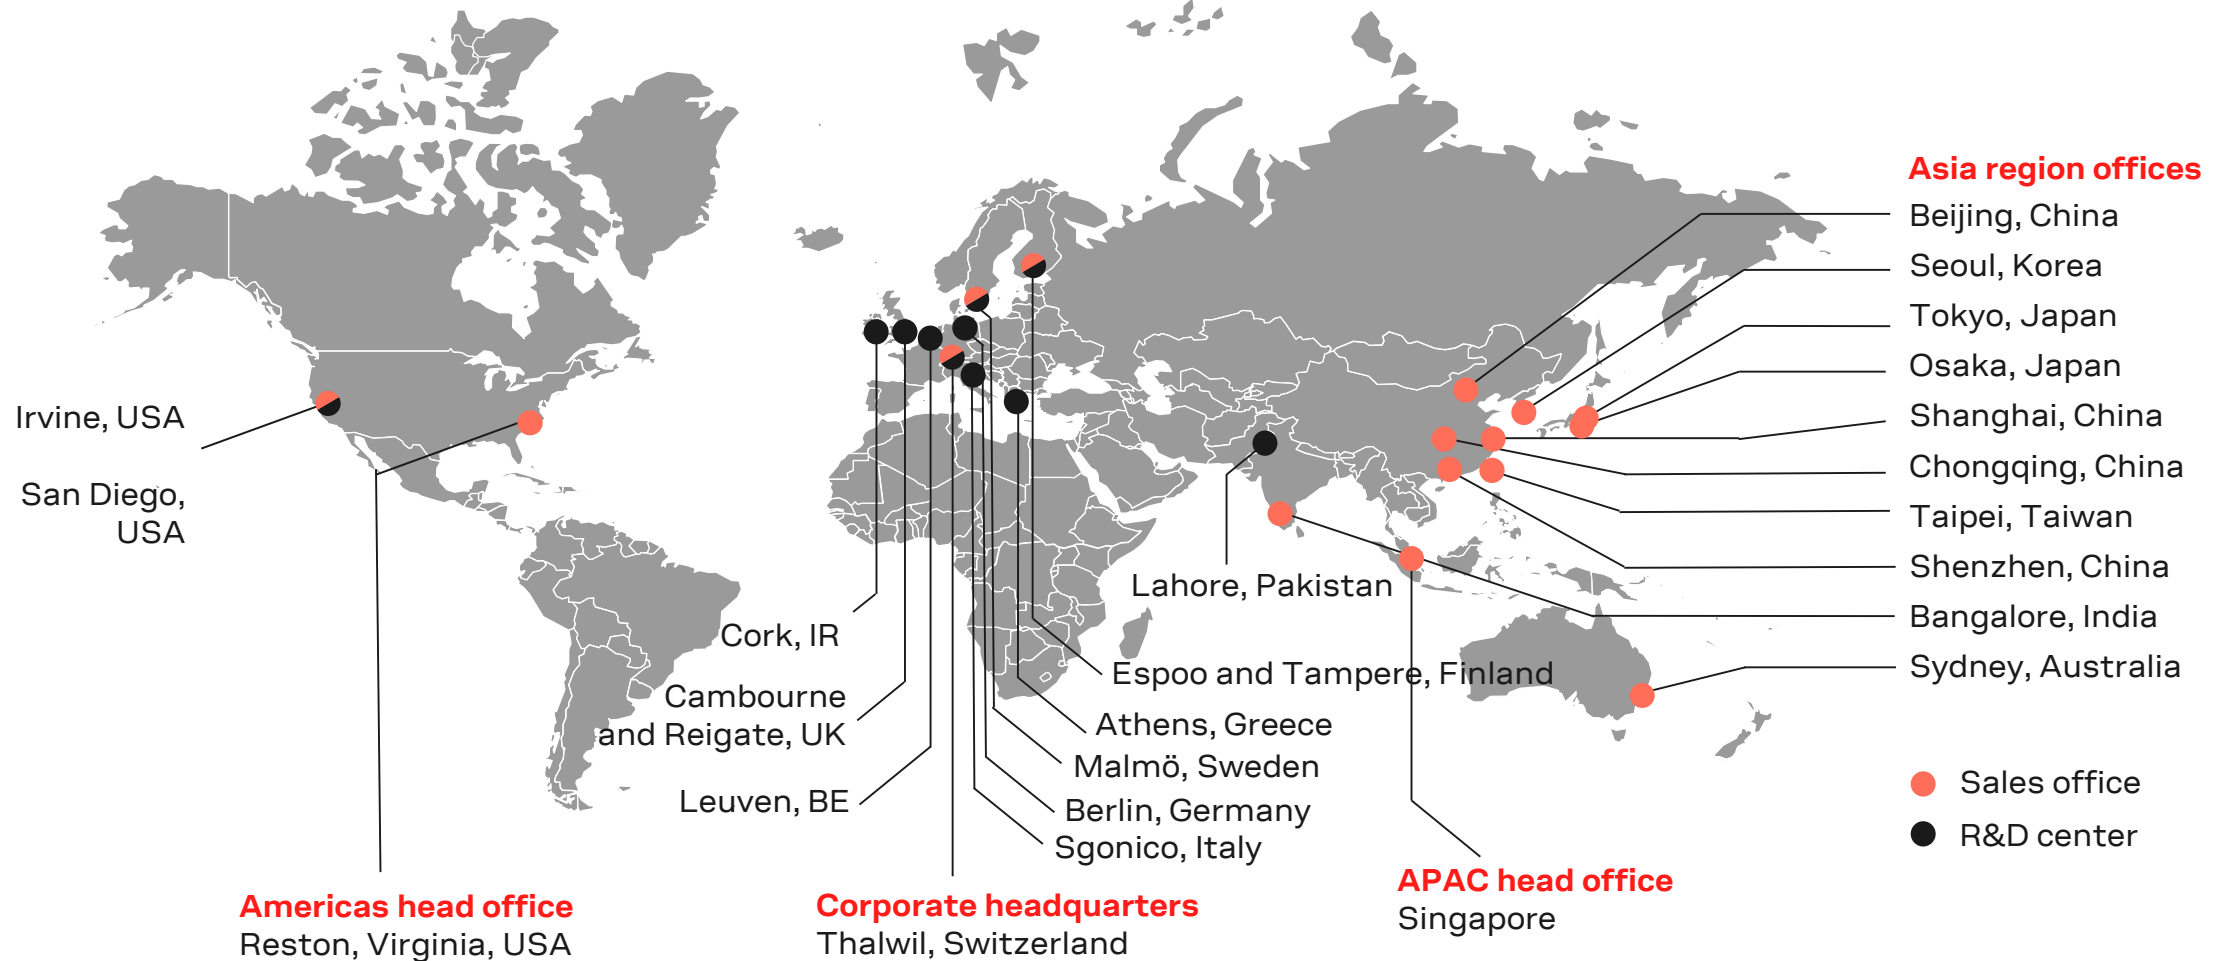 Asia region offices
Beijing, China
Seoul, Korea
Tokyo, Japan
Osaka, Japan
Shanghai, China
Chongqing, China
Taipei, Taiwan
Shenzhen, China
Bangalore, India
Sydney, Australia
Irvine, USA
San Diego,
USA
Lahore, Pakistan
Cork, IR
Cambourne
and Reigate, UK
Leuven, BE
Espoo and Tampere, Finland
Athens, Greece
Malmö, Sweden
Berlin, Germany
Sgonico, Italy
Sales office
R&D center
Americas head office
Reston, Virginia, USA
Corporate headquarters
Thalwil, Switzerland
APAC head office
Singapore